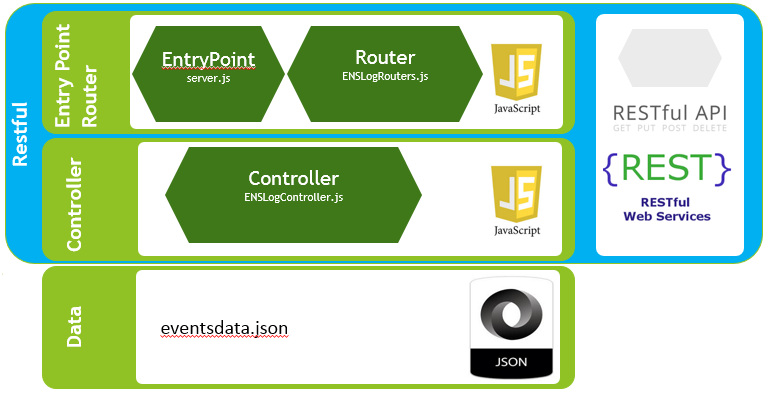 Restful
Entry Point
Router
EntryPoint
server.js
Router
ENSLogRouters.js
JS
JavaScript
Controller
Controller
ENSLogController.js
JS
JavaScript
RESTful API
GET PUT POST DELETE
{REST}
RESTful
Web Services
Data
eventsdata.json
JSON